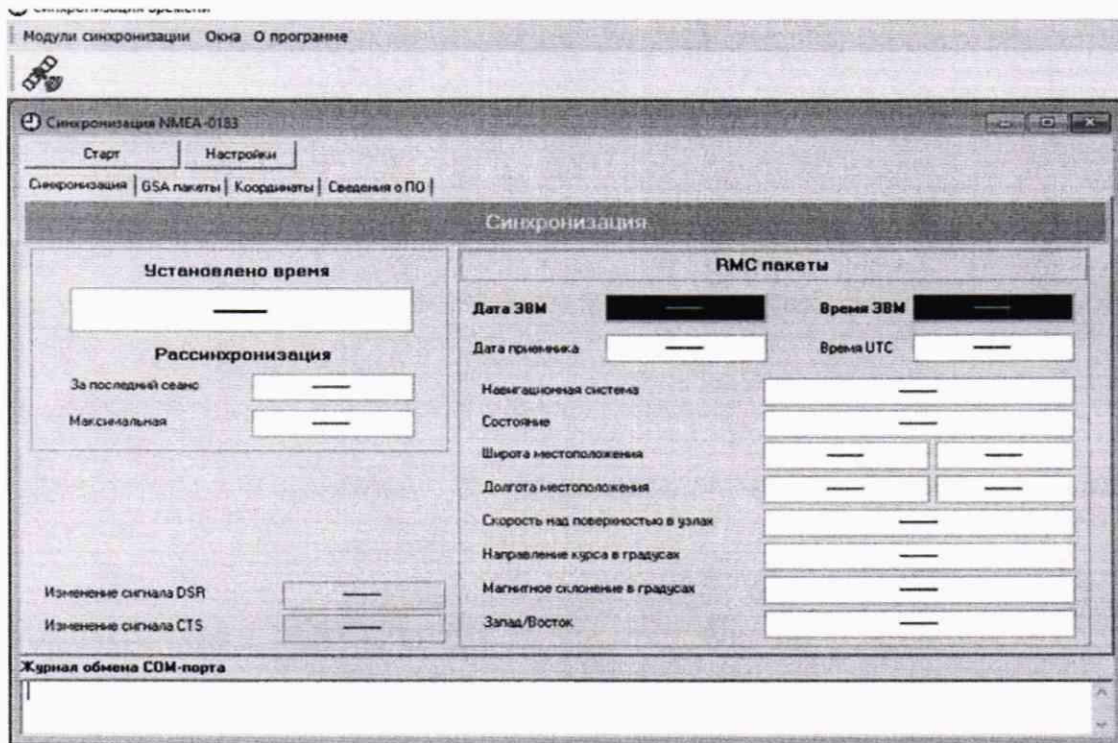 Синхронизация времени
Модули синхронизации Окна О программе
Синхронизация NMEA-0183
Старт Настройки
Синхронизация GSA пакеты Координаты Сведения о ПО
Синхронизация
Установлено время
RMC пакеты
Дата ЭВМ Время ЭВМ
Рассинхронизация
Дата приемника Время UTC
За последний сеанс
Навигационная система
Максимальная
Состояние
Широта местоположения
Долгота местоположения
Скорость над поверхностью в узлах
Направление курса в градусах
Изменение сигнала DSR
Магнитное склонение в градусах
Изменение сигнала CTS
Запад/Восток
Журнал обмена COM-порта